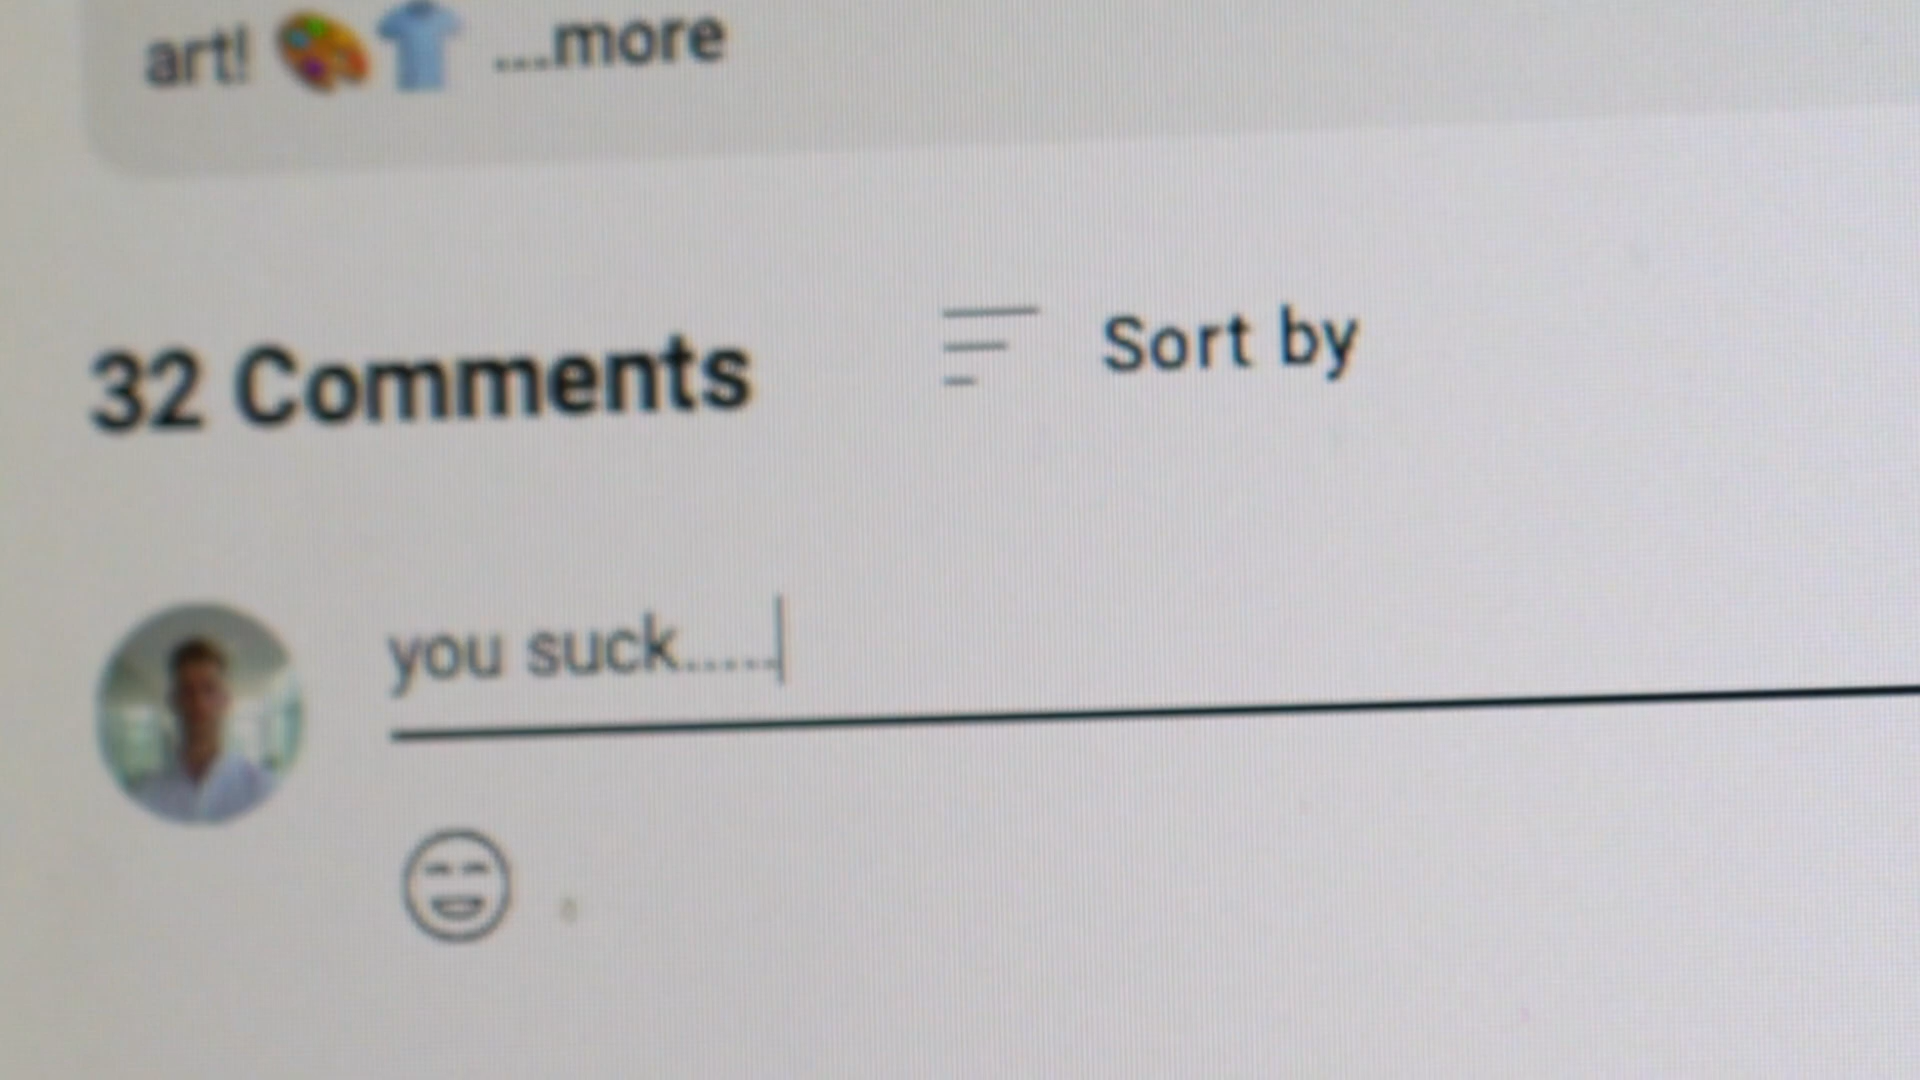 art! 🎨👕 ....more
32 Comments
Sort by
you suck.....